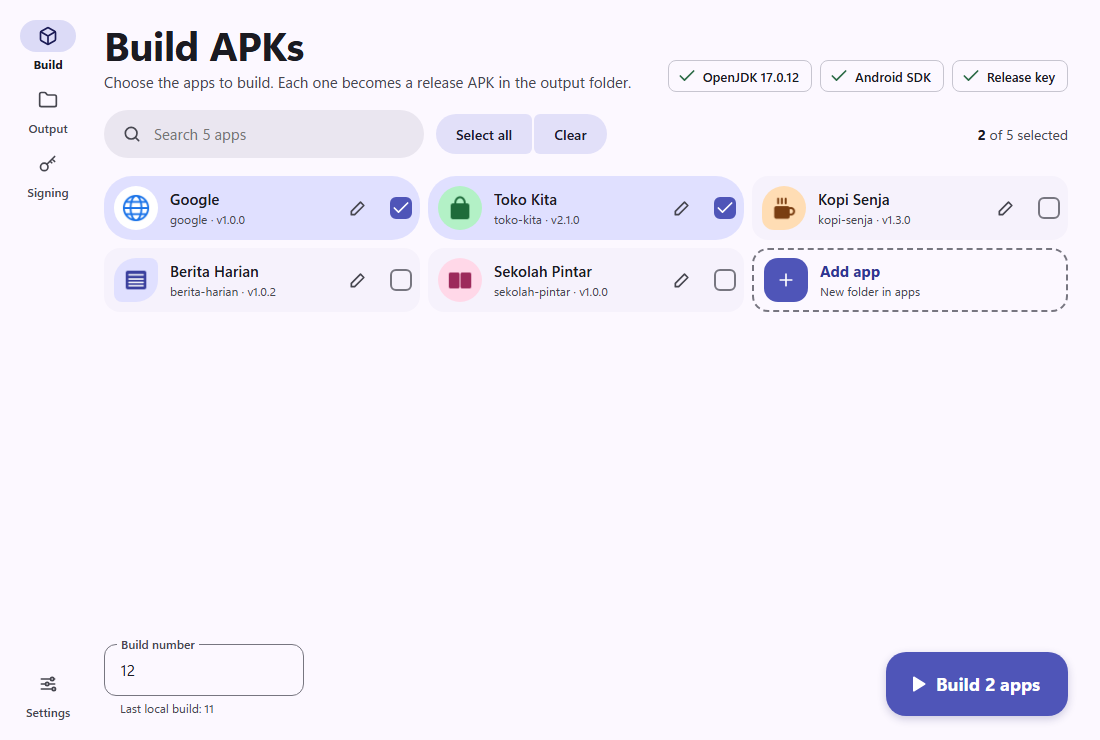 Build
Output
Signing
Settings
Build APKs
Choose the apps to build. Each one becomes a release APK in the output folder.
OpenJDK 17.0.12
Android SDK
Release key
Search 5 apps
Select all
Clear
2 of 5 selected
Google
google · v1.0.0
Toko Kita
toko-kita · v2.1.0
Kopi Senja
kopi-senja · v1.3.0
Berita Harian
berita-harian · v1.0.2
Sekolah Pintar
sekolah-pintar · v1.0.0
Add app
New folder in apps
Build number
12
Last local build: 11
Build 2 apps